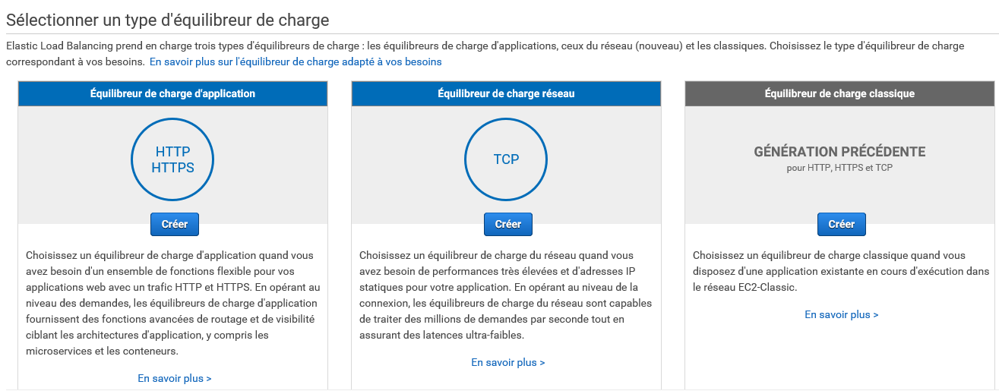 Sélectionner un type d'équilibreur de charge
Elastic Load Balancing prend en charge trois types d'équilibreurs de charge : les équilibreurs de charge d'applications, ceux du réseau (nouveau) et les classiques. Choisissez le type d'équilibreur de charge
correspondant à vos besoins. En savoir plus sur l'équilibreur de charge adapté à vos besoins
Équilibreur de charge d'application
HTTP
HTTPS
Créer
Choisissez un équilibreur de charge d'application quand vous
avez besoin d'un ensemble de fonctions flexible pour vos
applications web avec un trafic HTTP et HTTPS. En opérant au
niveau des demandes, les équilibreurs de charge d'application
fournissent des fonctions avancées de routage et de visibilité
ciblant les architectures d'application, y compris les
microservices et les conteneurs.
En savoir plus >
Équilibreur de charge réseau
TCP
Créer
Choisissez un équilibreur de charge du réseau quand vous
avez besoin de performances très élevées et d'adresses IP
statiques pour votre application. En opérant au niveau de la
connexion, les équilibreurs de charge du réseau sont capables
de traiter des millions de demandes par seconde tout en
assurant des latences ultra-faibles.
En savoir plus >
Équilibreur de charge classique
GÉNÉRATION PRÉCÉDENTE
pour HTTP, HTTPS et TCP
Créer
Choisissez un équilibreur de charge classique quand vous
disposez d'une application existante en cours d'exécution dans
le réseau EC2-Classic.
En savoir plus >